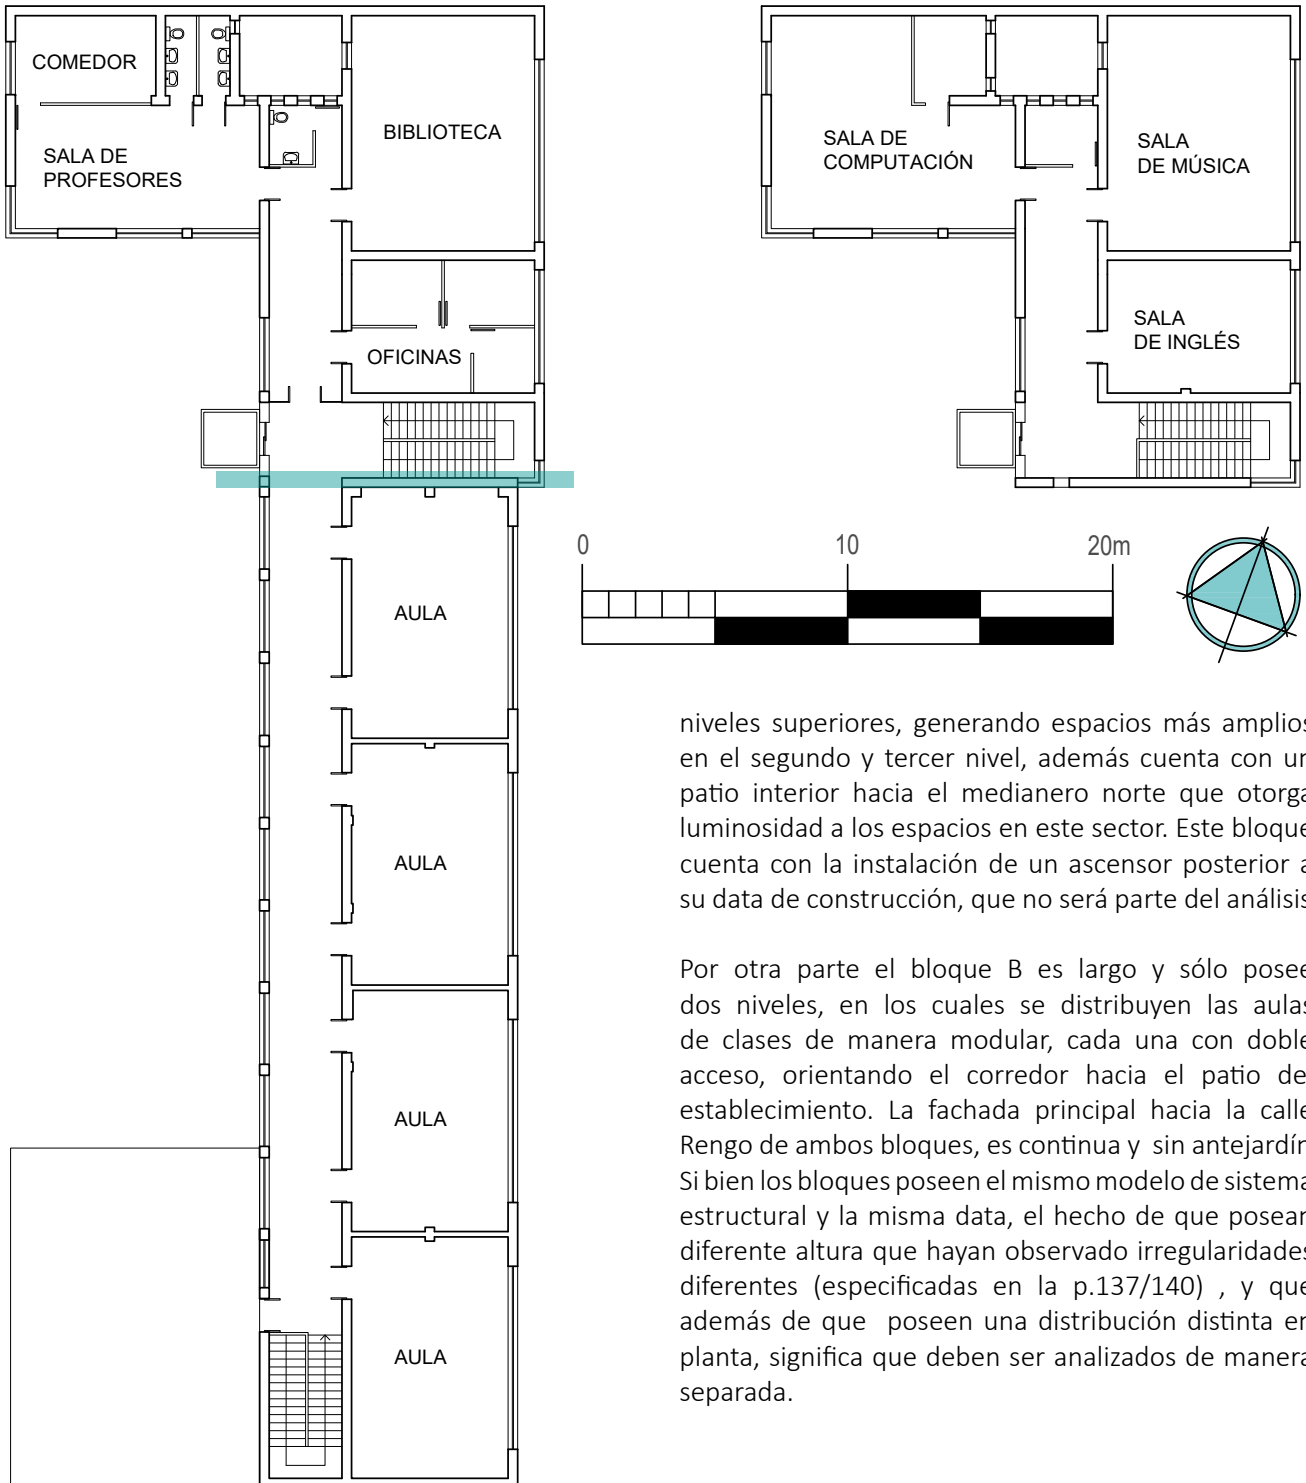 COMEDOR
SALA DE
PROFESORES
BIBLIOTECA
OFICINAS
AULA
AULA
AULA
AULA
SALA DE
COMPUTACIÓN
SALA
DE MÚSICA
SALA
DE INGLÉS
0 10 20m
niveles superiores, generando espacios más amplios
en el segundo y tercer nivel, además cuenta con un
patio interior hacia el medianero norte que otorga
luminosidad a los espacios en este sector. Este bloque
cuenta con la instalación de un ascensor posterior a
su data de construcción, que no será parte del análisis
Por otra parte el bloque B es largo y sólo posee
dos niveles, en los cuales se distribuyen las aulas
de clases de manera modular, cada una con doble
acceso, orientando el corredor hacia el patio de
establecimiento. La fachada principal hacia la calle
Rengo de ambos bloques, es continua y sin antejardín
Si bien los bloques poseen el mismo modelo de sistema
estructural y la misma data, el hecho de que posean
diferente altura que hayan observado irregularidades
diferentes (especificadas en la p.137/140) , y que
además de que poseen una distribución distinta en
planta, significa que deben ser analizados de manera
separada.